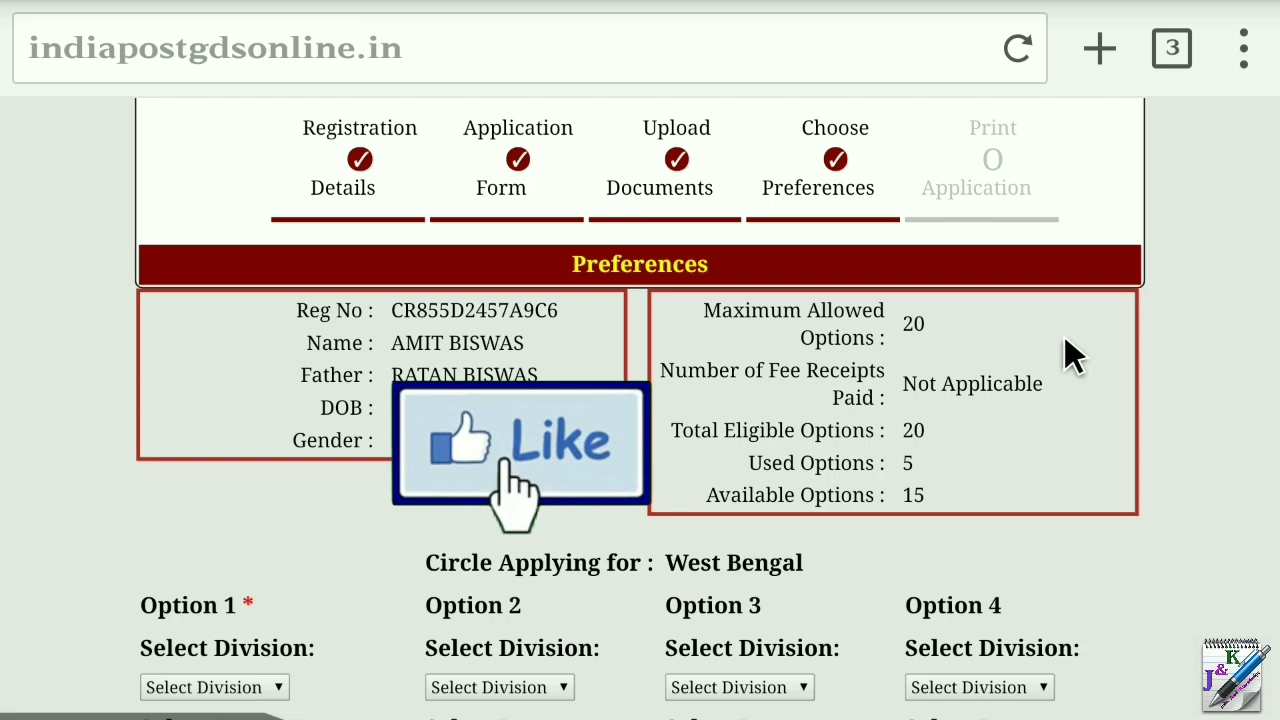 indiapostgdsonline.in
3
Registration Application Upload Choose Print
Details Form Documents Preferences Application
Preferences
Reg No : CR855D2457A9C6
Name : AMIT BISWAS
Father : RATAN BISWAS
DOB :
Gender :
Like
Maximum Allowed
Options : 20
Number of Fee Receipts
Paid : Not Applicable
Total Eligible Options : 20
Used Options : 5
Available Options : 15
Circle Applying for : West Bengal
Option 1 * Option 2 Option 3 Option 4
Select Division: Select Division: Select Division: Select Division:
Select Division Select Division Select Division Select Division
J & K